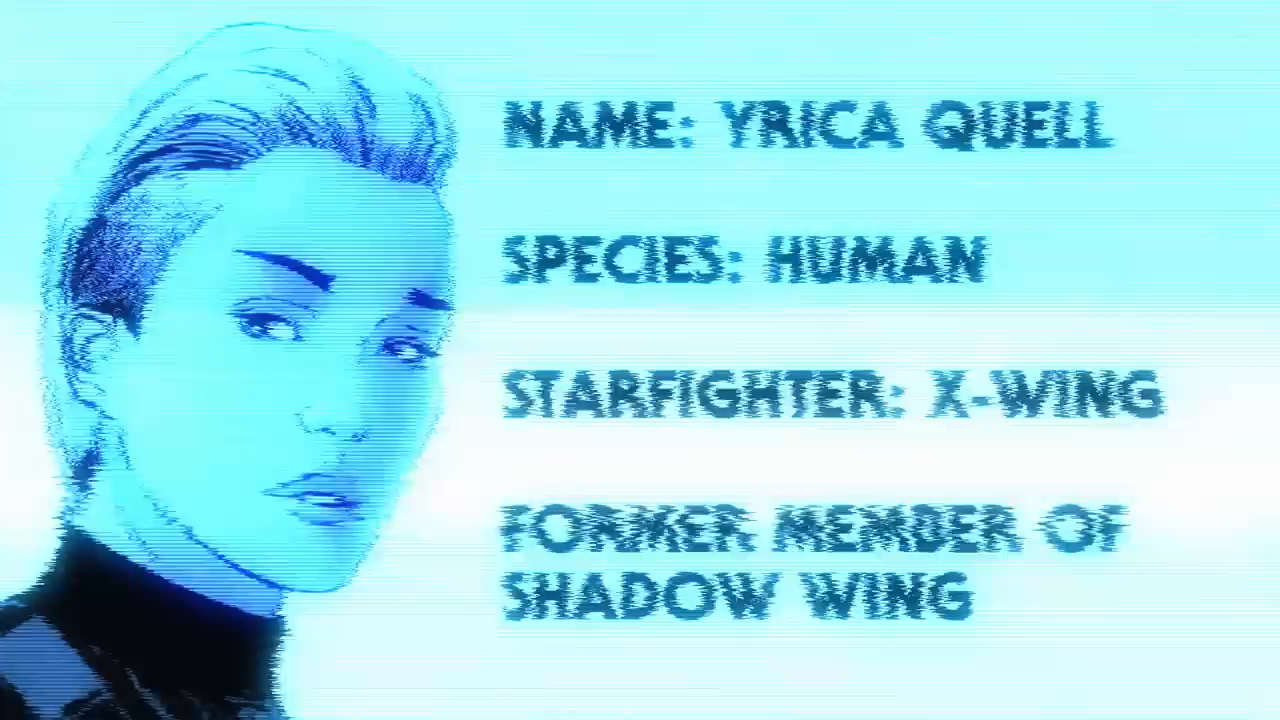 NAME: YRICA QUELL
SPECIES: HUMAN
STARFIGHTER: X-WING
FORMER MEMBER OF
SHADOW WING